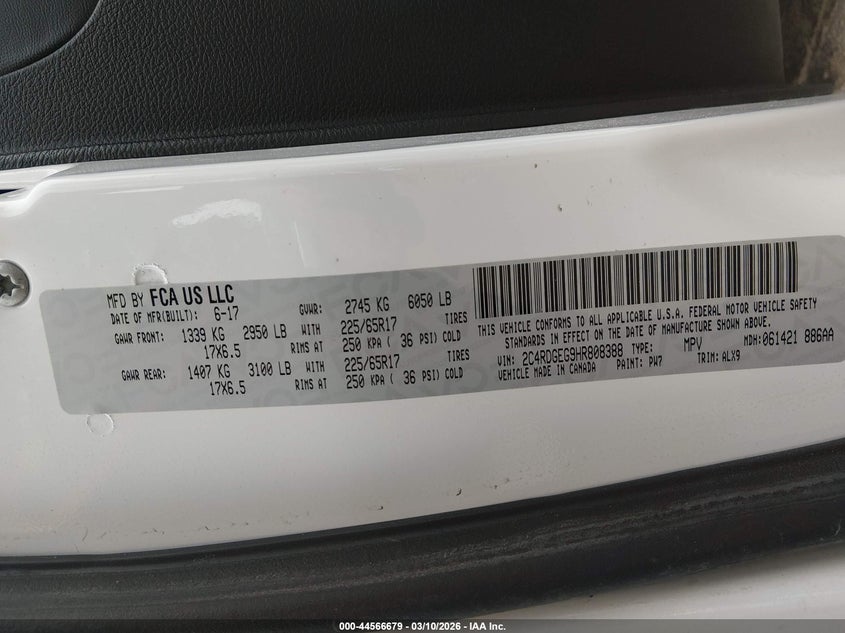 MFD BY FCA US LLC
DATE OF MFR(BUILT): 6-17 GVWR: 2745 KG 6050 LB
GAWR FRONT: 1339 KG 2950 LB WITH 225/65R17 TIRES
17X6.5 RIMS AT 250 KPA ( 36 PSI) COLD
GAWR REAR: 1407 KG 3100 LB WITH 225/65R17 TIRES
17X6.5 RIMS AT 250 KPA ( 36 PSI) COLD
THIS VEHICLE CONFORMS TO ALL APPLICABLE U.S.A. FEDERAL MOTOR VEHICLE SAFETY
STANDARDS IN EFFECT ON THE DATE OF MANUFACTURE SHOWN ABOVE.
VIN: 2C4RDGEG9HR808388 TYPE: MPV MDH:061421 886AA
VEHICLE MADE IN CANADA PAINT: PW7 TRIM: ALX9
000-44566679 - 03/10/2026 - IAA Inc.